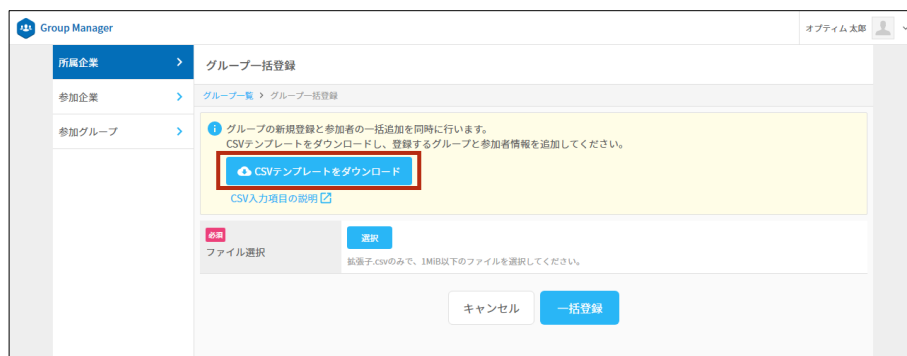 Group Manager
オプティム 太郎
所属企業
参加企業
参加グループ
グループ一括登録
グループ一覧 > グループ一括登録
グループの新規登録と参加者の一括追加を同時に行います。
CSVテンプレートをダウンロードし、登録するグループと参加者情報を追加してください。
CSVテンプレートをダウンロード
CSV入力項目の説明
必須
ファイル選択
選択
拡張子.csvのみで、1MiB以下のファイルを選択してください。
キャンセル
一括登録